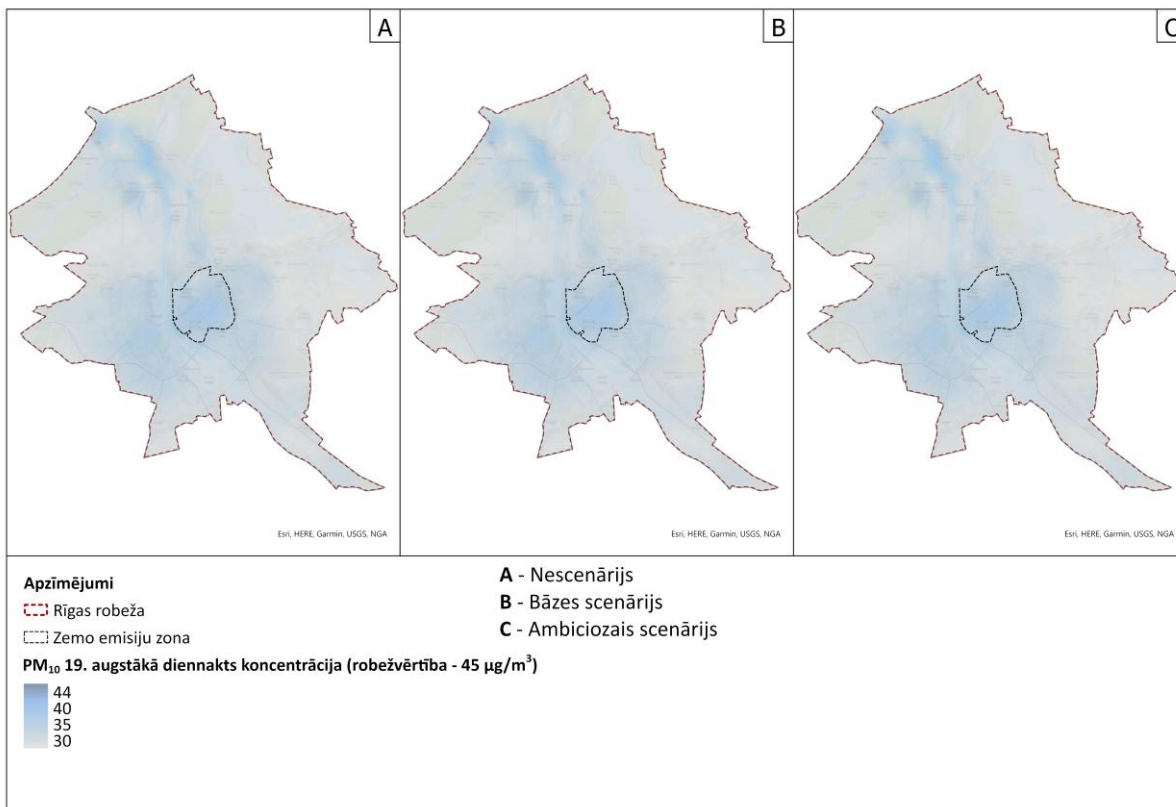 A
B
C
Esri, HERE, Garmin, USGS, NGA
Esri, HERE, Garmin, USGS, NGA
Esri, HERE, Garmin, USGS, NGA
Apzīmējumi
Rīgas robeža
Zemo emisiju zona
PM₁₀ 19. augstākā diennakts koncentrācija (robežvērtība - 45 µg/m³)
44
40
35
30
A - Nescenārijs
B - Bāzes scenārijs
C - Ambiciozais scenārijs